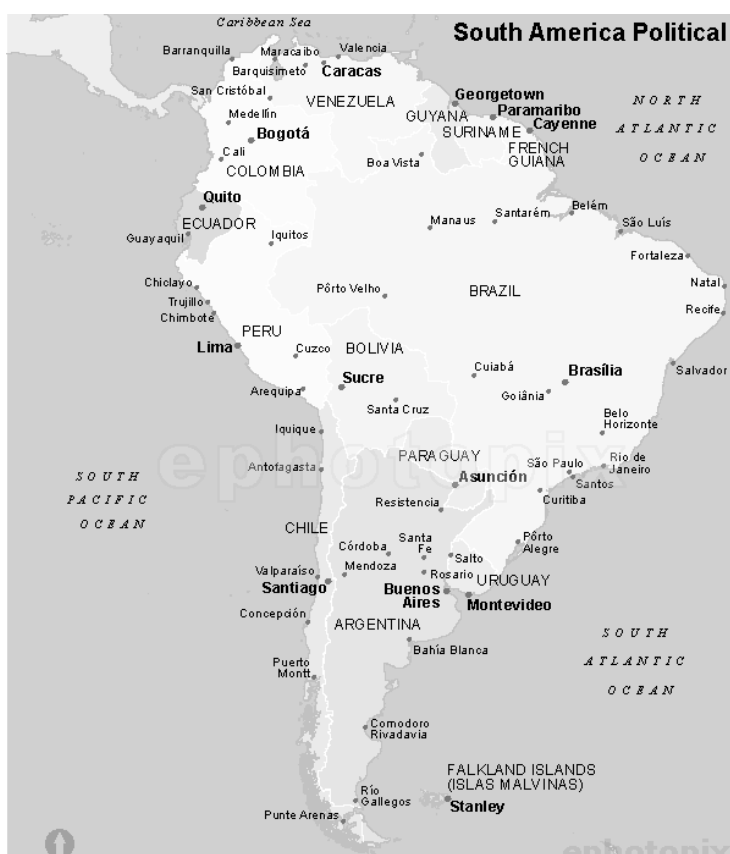 Caribbean Sea
South America Political
Barranquilla
Maracaibo
Valencia
Barquisimeto
Caracas
San Cristóbal
VENEZUELA
Georgetown
NORTH
ATLANTIC
OCEAN
Medellín
GUYANA
Paramaribo
SURINAME
Cayenne
Bogotá
FRENCH
GUIANA
Cali
Boa Vista
COLOMBIA
Quito
ECUADOR
Guayaquil
Iquitos
Manaus
Santarém
Belém
São Luís
Fortaleza
Chiclayo
Pôrto Velho
BRAZIL
Natal
Trujillo
Chimbote
Recife
PERU
Lima
Cuzco
BOLIVIA
Cuiabá
Brasília
Salvador
Sucre
Arequipa
Goiânia
Santa Cruz
Belo
Horizonte
Iquique
ephotopix
PARAGUAY
São Paulo
Rio de
Janeiro
Antofagasta
Asunción
Santos
SOUTH
PACIFIC
OCEAN
Resistencia
Curitiba
CHILE
Santa
Fe
Pôrto
Alegre
Córdoba
Salto
Valparaíso
Mendoza
Rosario
URUGUAY
Santiago
Buenos
Aires
Montevideo
Concepción
ARGENTINA
SOUTH
ATLANTIC
OCEAN
Bahía Blanca
Puerto
Montt
Comodoro
Rivadavia
FALKLAND ISLANDS
(ISLAS MALVINAS)
Río
Gallegos
Stanley
Punte Arenas
ephotopix